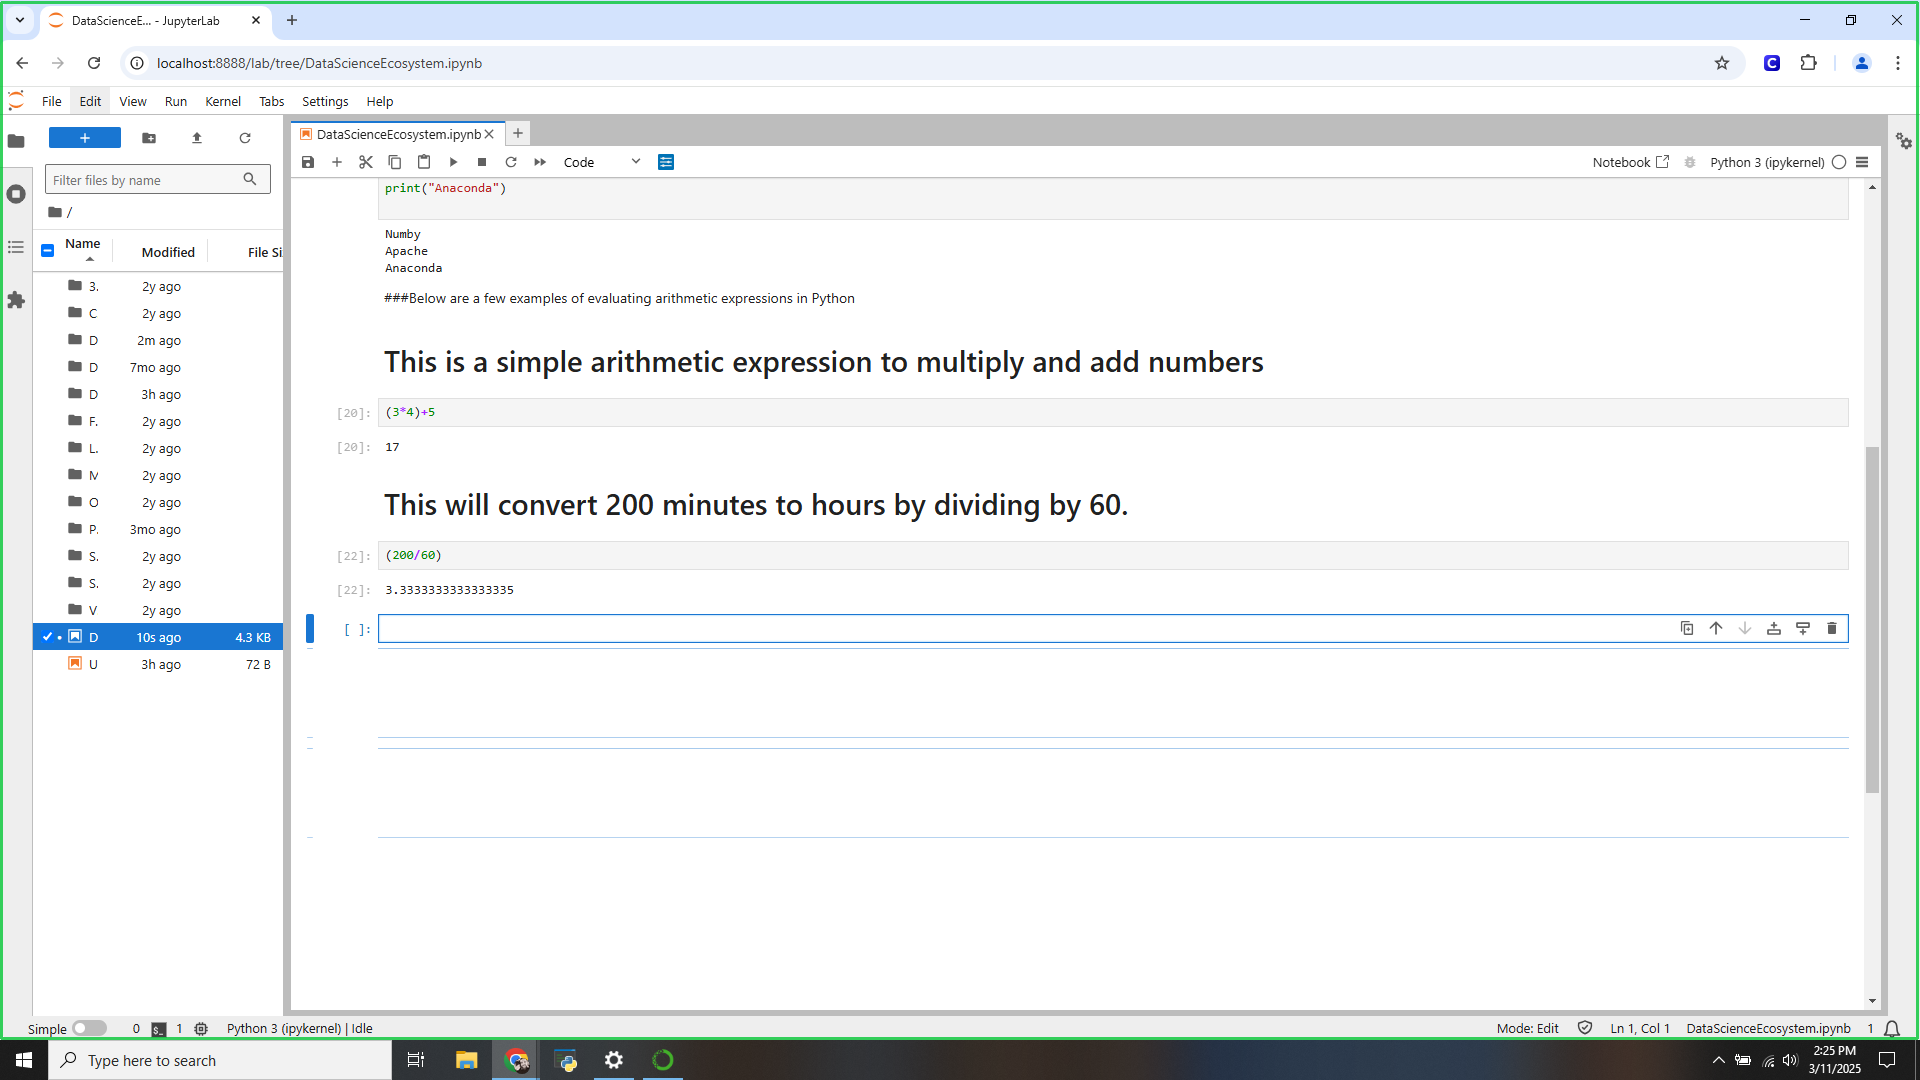 DataScienceE... - JupyterLab
localhost:8888/lab/tree/DataScienceEcosystem.ipynb
C
File Edit View Run Kernel Tabs Settings Help
DataScienceEcosystem.ipynb
Code
Notebook
Python 3 (ipykernel)
Filter files by name
/
Name Modified File Si
3. 2y ago
C 2y ago
D 2m ago
D 7mo ago
D 3h ago
F. 2y ago
L. 2y ago
M 2y ago
O 2y ago
P. 3mo ago
S. 2y ago
S. 2y ago
V 2y ago
D 10s ago 4.3 KB
U 3h ago 72 B
print("Anaconda")
Numby
Apache
Anaconda
###Below are a few examples of evaluating arithmetic expressions in Python
This is a simple arithmetic expression to multiply and add numbers
[20]: (3*4)+5
[20]: 17
This will convert 200 minutes to hours by dividing by 60.
[22]: (200/60)
[22]: 3.3333333333333335
[ ]:
Simple 0 $_ 1 Python 3 (ipykernel) | Idle
Mode: Edit Ln 1, Col 1 DataScienceEcosystem.ipynb 1
Type here to search
2:25 PM
3/11/2025